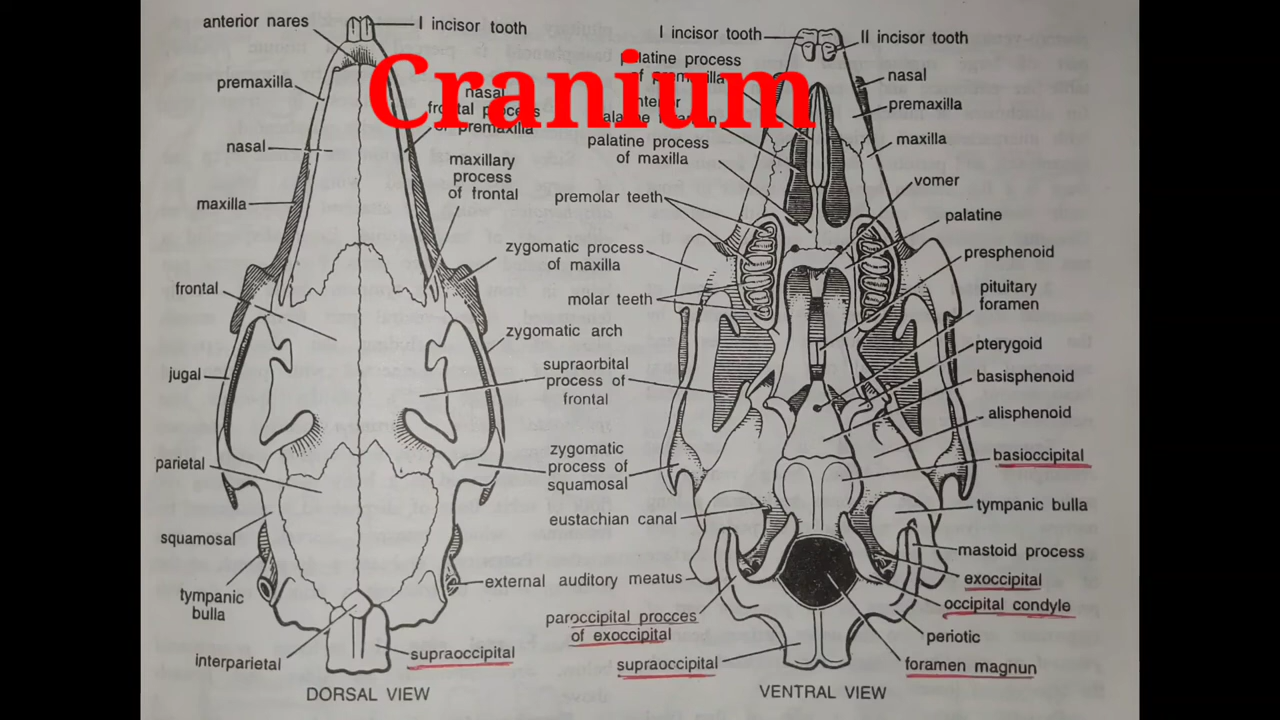 Cranium
anterior nares
I incisor tooth
premaxilla
nasal
nasal
frontal process
of premaxilla
maxillary
process
of frontal
maxilla
frontal
jugal
parietal
squamosal
tympanic
bulla
interparietal
supraoccipital
DORSAL VIEW
I incisor tooth
II incisor tooth
palatine process
of premaxilla
palatine process
of maxilla
premolar teeth
zygomatic process
of maxilla
molar teeth
zygomatic arch
supraorbital
process of
frontal
zygomatic
process of
squamosal
eustachian canal
external auditory meatus
paroccipital procces
of exoccipital
supraoccipital
nasal
premaxilla
maxilla
vomer
palatine
presphenoid
pituitary
foramen
pterygoid
basisphenoid
alisphenoid
basioccipital
tympanic bulla
mastoid process
exoccipital
occipital condyle
periotic
foramen magnun
VENTRAL VIEW